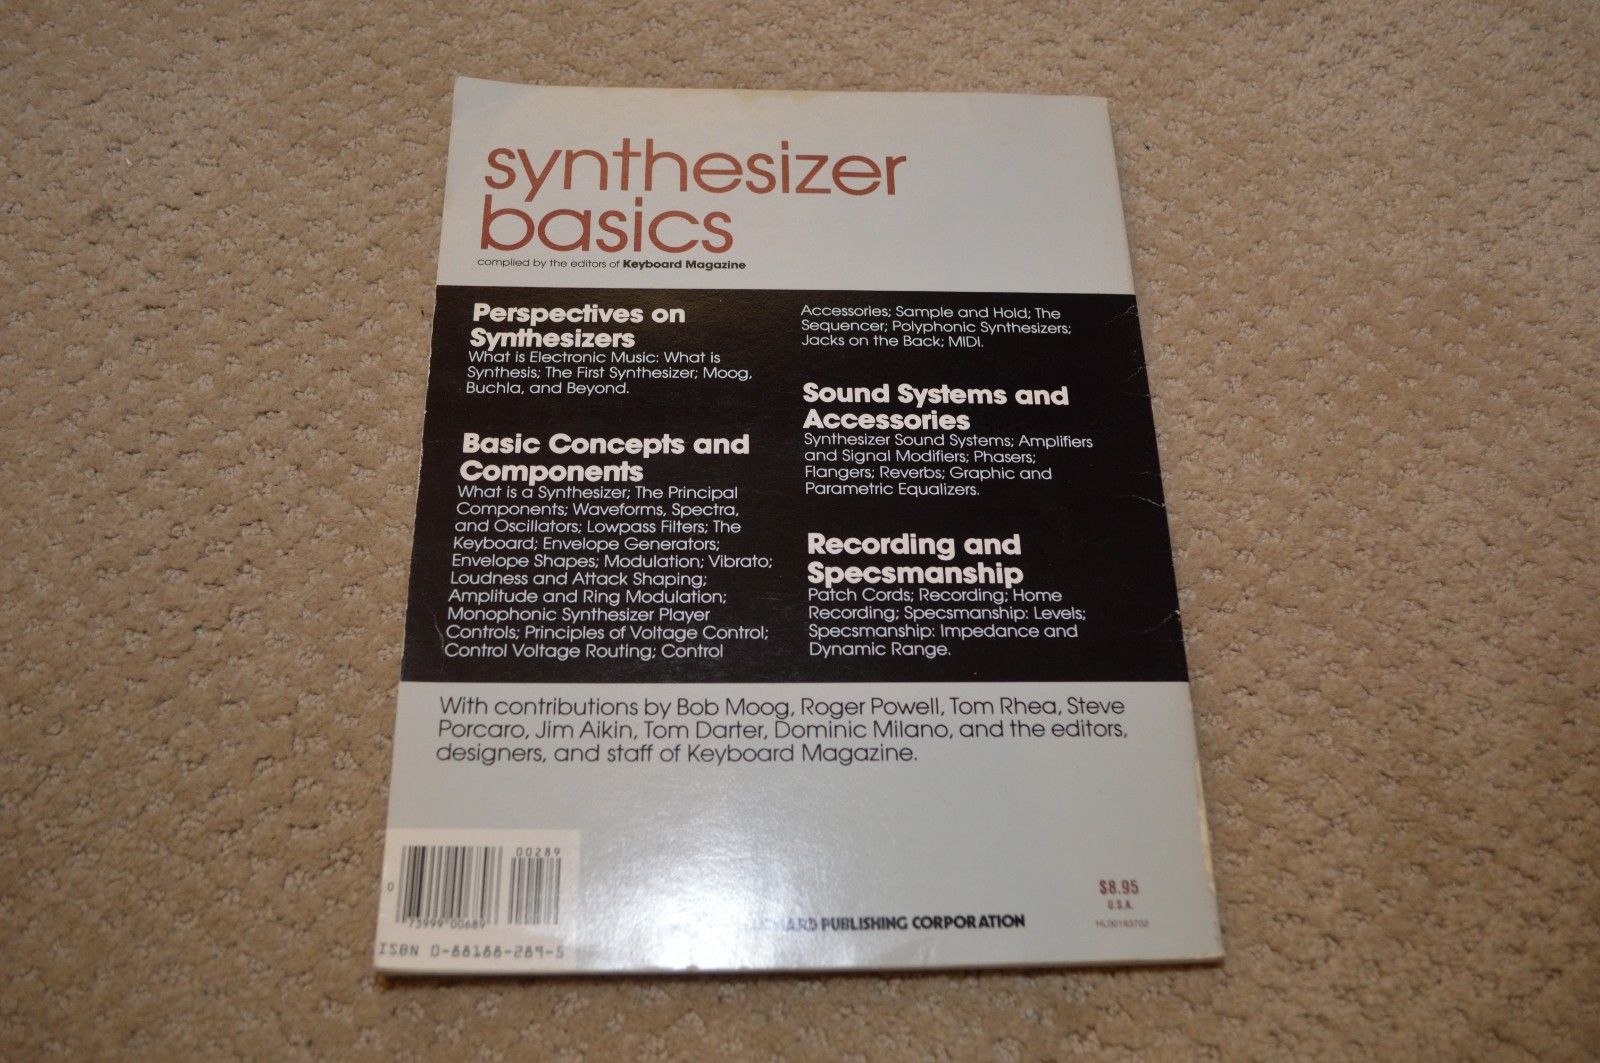 synthesizer
basics
compiled by the editors of Keyboard Magazine
Perspectives on
Synthesizers
What is Electronic Music: What is
Synthesis; The First Synthesizer; Moog,
Buchla, and Beyond.
Basic Concepts and
Components
What is a Synthesizer; The Principal
Components; Waveforms, Spectra,
and Oscillators; Lowpass Filters; The
Keyboard; Envelope Generators;
Envelope Shapes; Modulation; Vibrato;
Loudness and Attack Shaping;
Amplitude and Ring Modulation;
Monophonic Synthesizer Player
Controls; Principles of Voltage Control;
Control Voltage Routing; Control
Accessories; Sample and Hold; The
Sequencer; Polyphonic Synthesizers;
Jacks on the Back; MIDI.
Sound Systems and
Accessories
Synthesizer Sound Systems; Amplifiers
and Signal Modifiers; Phasers;
Flangers; Reverbs; Graphic and
Parametric Equalizers.
Recording and
Specsmanship
Patch Cords; Recording; Home
Recording; Specsmanship: Levels;
Specsmanship: Impedance and
Dynamic Range.
With contributions by Bob Moog, Roger Powell, Tom Rhea, Steve
Porcaro, Jim Aikin, Tom Darter, Dominic Milano, and the editors,
designers, and staff of Keyboard Magazine.
00289
0
73999 00689
ISBN 0-88188-289-5
PUBLISHING CORPORATION
$8.95
U.S.A.
HL00183702